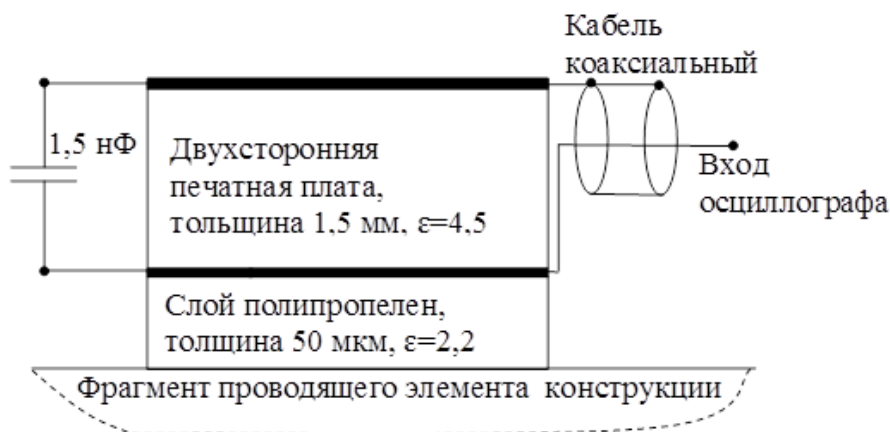 Кабель
коаксиальный
1,5 нФ
Двухсторонняя
печатная плата,
тольщина 1,5 мм, ε=4,5
Вход
осциллографа
Слой полипропелен,
толщина 50 мкм, ε=2,2
Фрагмент проводящего элемента конструкции